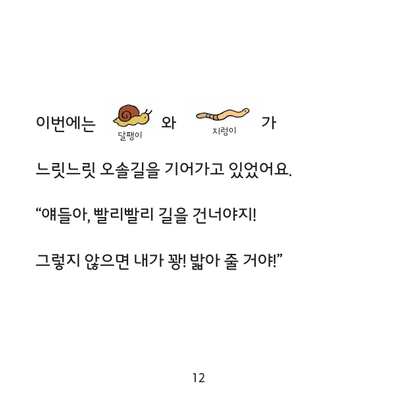 이번에는 달팽이 와 지렁이 가
느릿느릿 오솔길을 기어가고 있었어요.
“얘들아, 빨리빨리 길을 건너야지!
그렇지 않으면 내가 꽝! 밟아 줄 거야!”
12